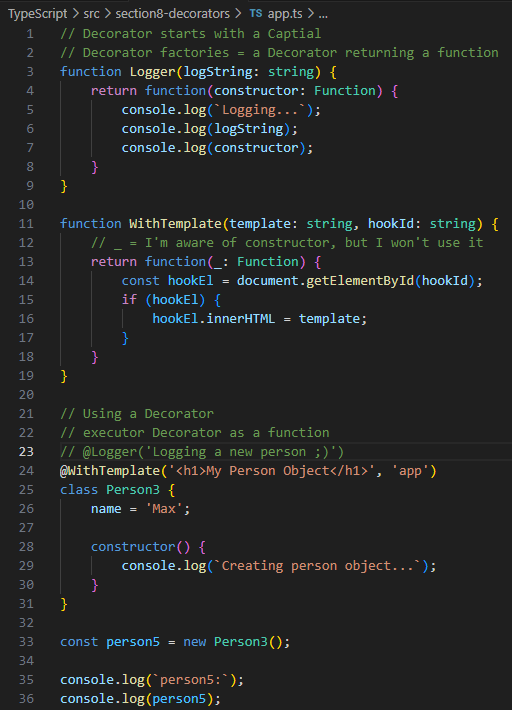 TypeScript > src > section8-decorators > TS app.ts > ...
1 // Decorator starts with a Captial
2 // Decorator factories = a Decorator returning a function
3 function Logger(logString: string) {
4     return function(constructor: Function) {
5         console.log(`Logging...`);
6         console.log(logString);
7         console.log(constructor);
8     }
9 }
10
11 function WithTemplate(template: string, hookId: string) {
12     // _ = I'm aware of constructor, but I won't use it
13     return function(_: Function) {
14         const hookEl = document.getElementById(hookId);
15         if (hookEl) {
16             hookEl.innerHTML = template;
17         }
18     }
19 }
20
21 // Using a Decorator
22 // executor Decorator as a function
23 // @Logger('Logging a new person ;)')
24 @WithTemplate('<h1>My Person Object</h1>', 'app')
25 class Person3 {
26     name = 'Max';
27
28     constructor() {
29         console.log(`Creating person object...`);
30     }
31 }
32
33 const person5 = new Person3();
34
35 console.log(`person5:`);
36 console.log(person5);